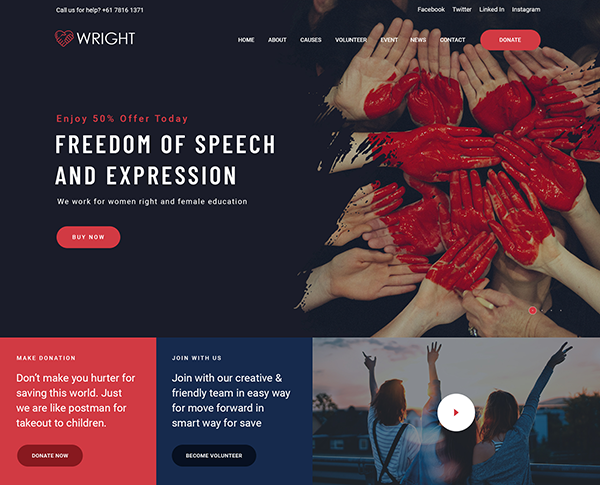 Call us for help? +61 7816 1371
Facebook Twitter Linked In Instagram
WRIGHT
HOME ABOUT CAUSES VOLUNTEER EVENT NEWS CONTACT DONATE
Enjoy 50% Offer Today
FREEDOM OF SPEECH
AND EXPRESSION
We work for women right and female education
BUY NOW
MAKE DONATION
Don't make you hurter for
saving this world. Just
we are like postman for
takeout to children.
DONATE NOW
JOIN WITH US
Join with our creative &
friendly team in easy way
for move forward in
smart way for save
BECOME VOLUNTEER